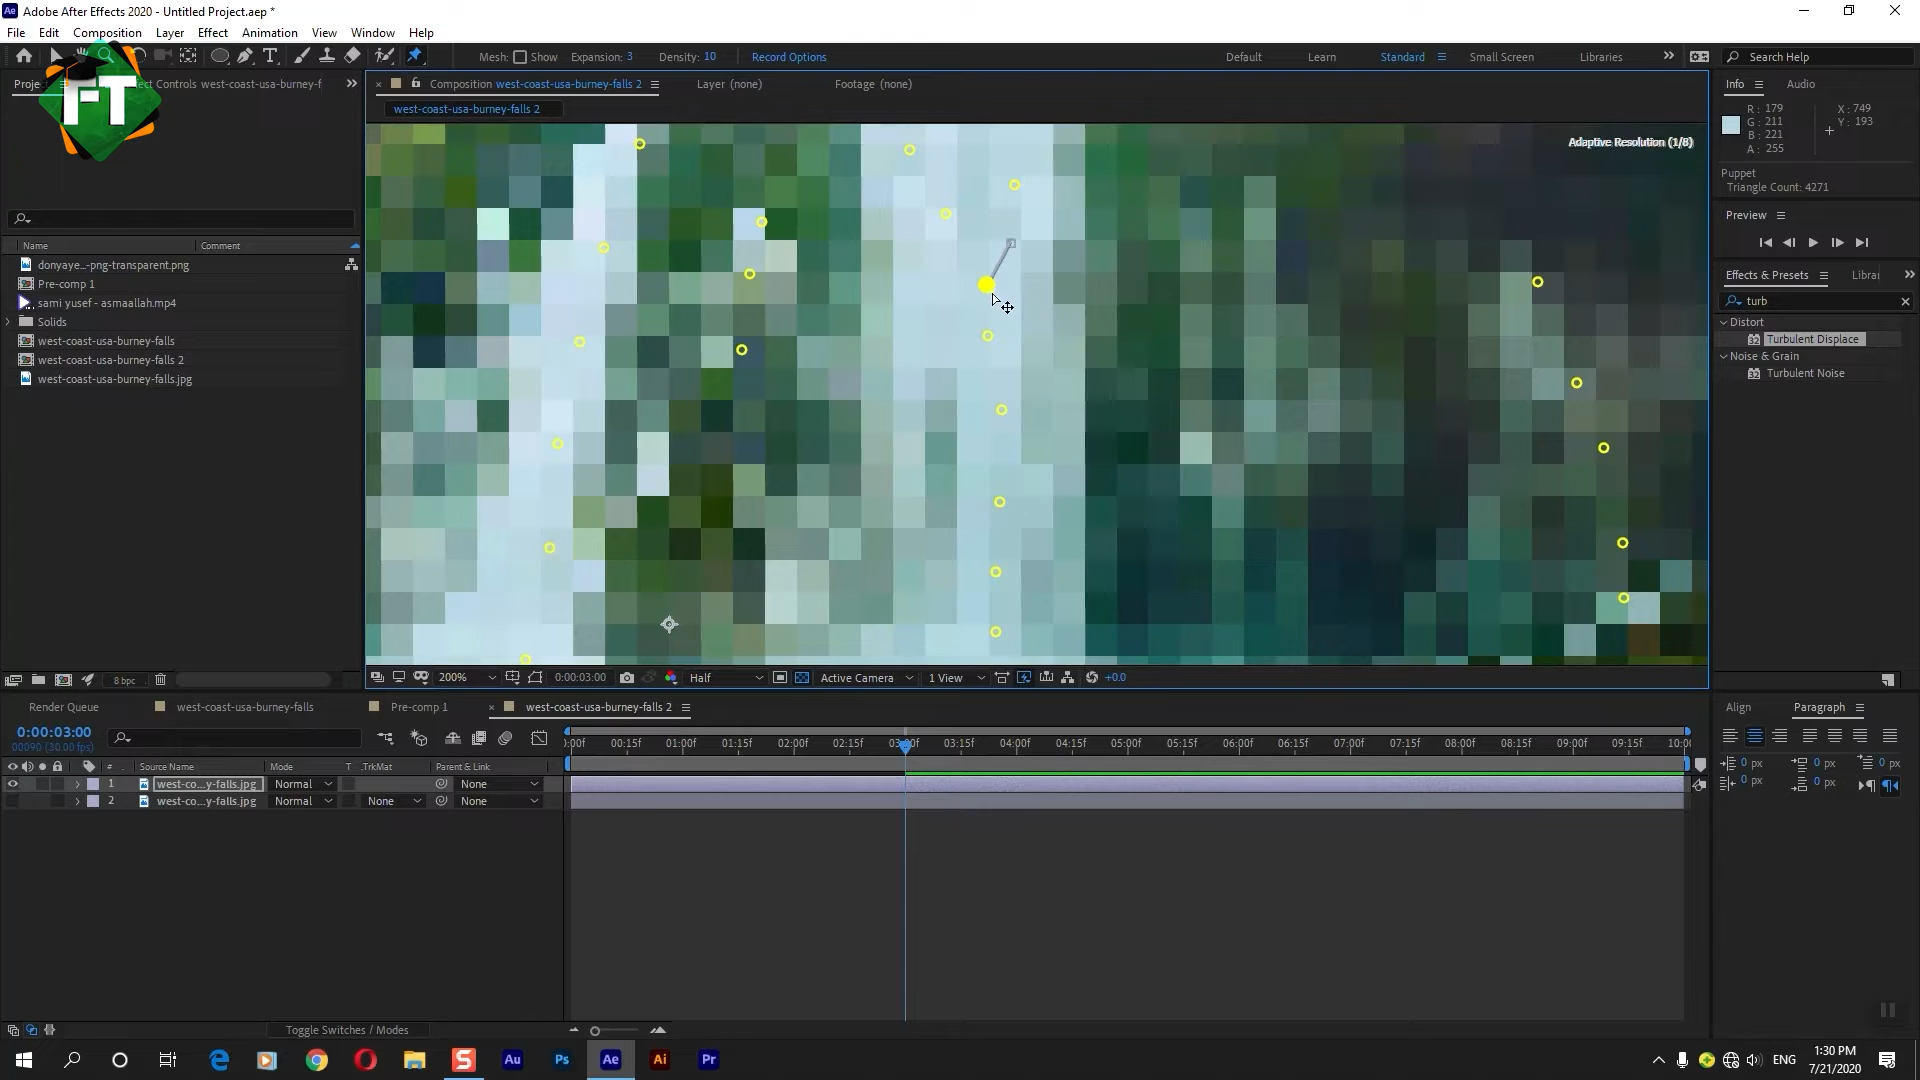 Ae Adobe After Effects 2020 - Untitled Project.aep *
File Edit Composition Layer Effect Animation View Window Help
Mesh: Show Expansion: 3 Density: 10 Record Options
Default Learn Standard Small Screen Libraries Search Help
FT
ect Controls west-coast-usa-burney-f
Composition west-coast-usa-burney-falls 2 Layer (none) Footage (none)
west-coast-usa-burney-falls 2
Adaptive Resolution (1/8)
Info Audio
R: 179 X: 749
G: 211 Y: 193
B: 221
A: 255
Puppet
Triangle Count: 4271
Preview
Effects & Presets Librar
turb
Distort
Turbulent Displace
Noise & Grain
Turbulent Noise
Name Comment
donyaye...-png-transparent.png
Pre-comp 1
sami yusef - asmaallah.mp4
Solids
west-coast-usa-burney-falls
west-coast-usa-burney-falls 2
west-coast-usa-burney-falls.jpg
8 bpc
200% 0:00:03:00 Half Active Camera 1 View +0.0
Render Queue west-coast-usa-burney-falls Pre-comp 1 west-coast-usa-burney-falls 2
Align Paragraph
0:00:03:00
00090 (30.00 fps)
:00f 00:15f 01:00f 01:15f 02:00f 02:15f 03:00f 03:15f 04:00f 04:15f 05:00f 05:15f 06:00f 06:15f 07:00f 07:15f 08:00f 08:15f 09:00f 09:15f 10:00
# Source Name Mode T .TrkMat Parent & Link
1 west-co...y-falls.jpg Normal None
2 west-co...y-falls.jpg Normal None None
0 px 0 px 0 px
0 px 0 px
Toggle Switches / Modes
S Au Ps Ae Ai Pr
ENG
1:30 PM
7/21/2020